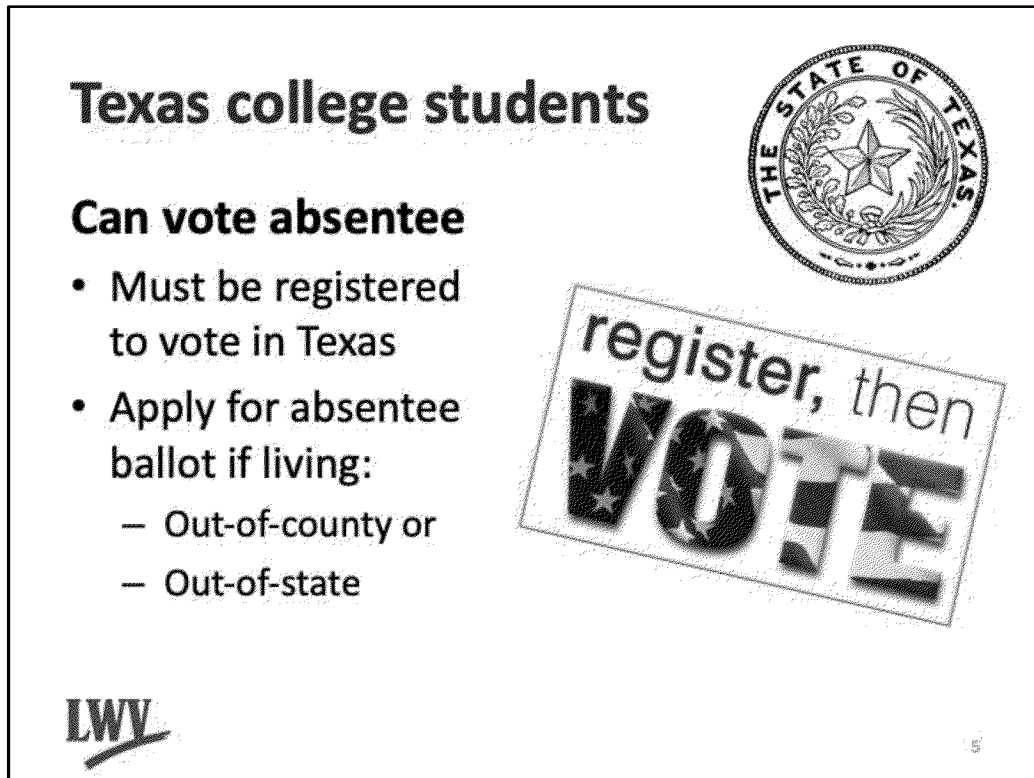 Texas college students
THE STATE OF TEXAS.
Can vote absentee
• Must be registered
to vote in Texas
• Apply for absentee
ballot if living:
– Out-of-county or
– Out-of-state
register, then
VOTE
LWV
5